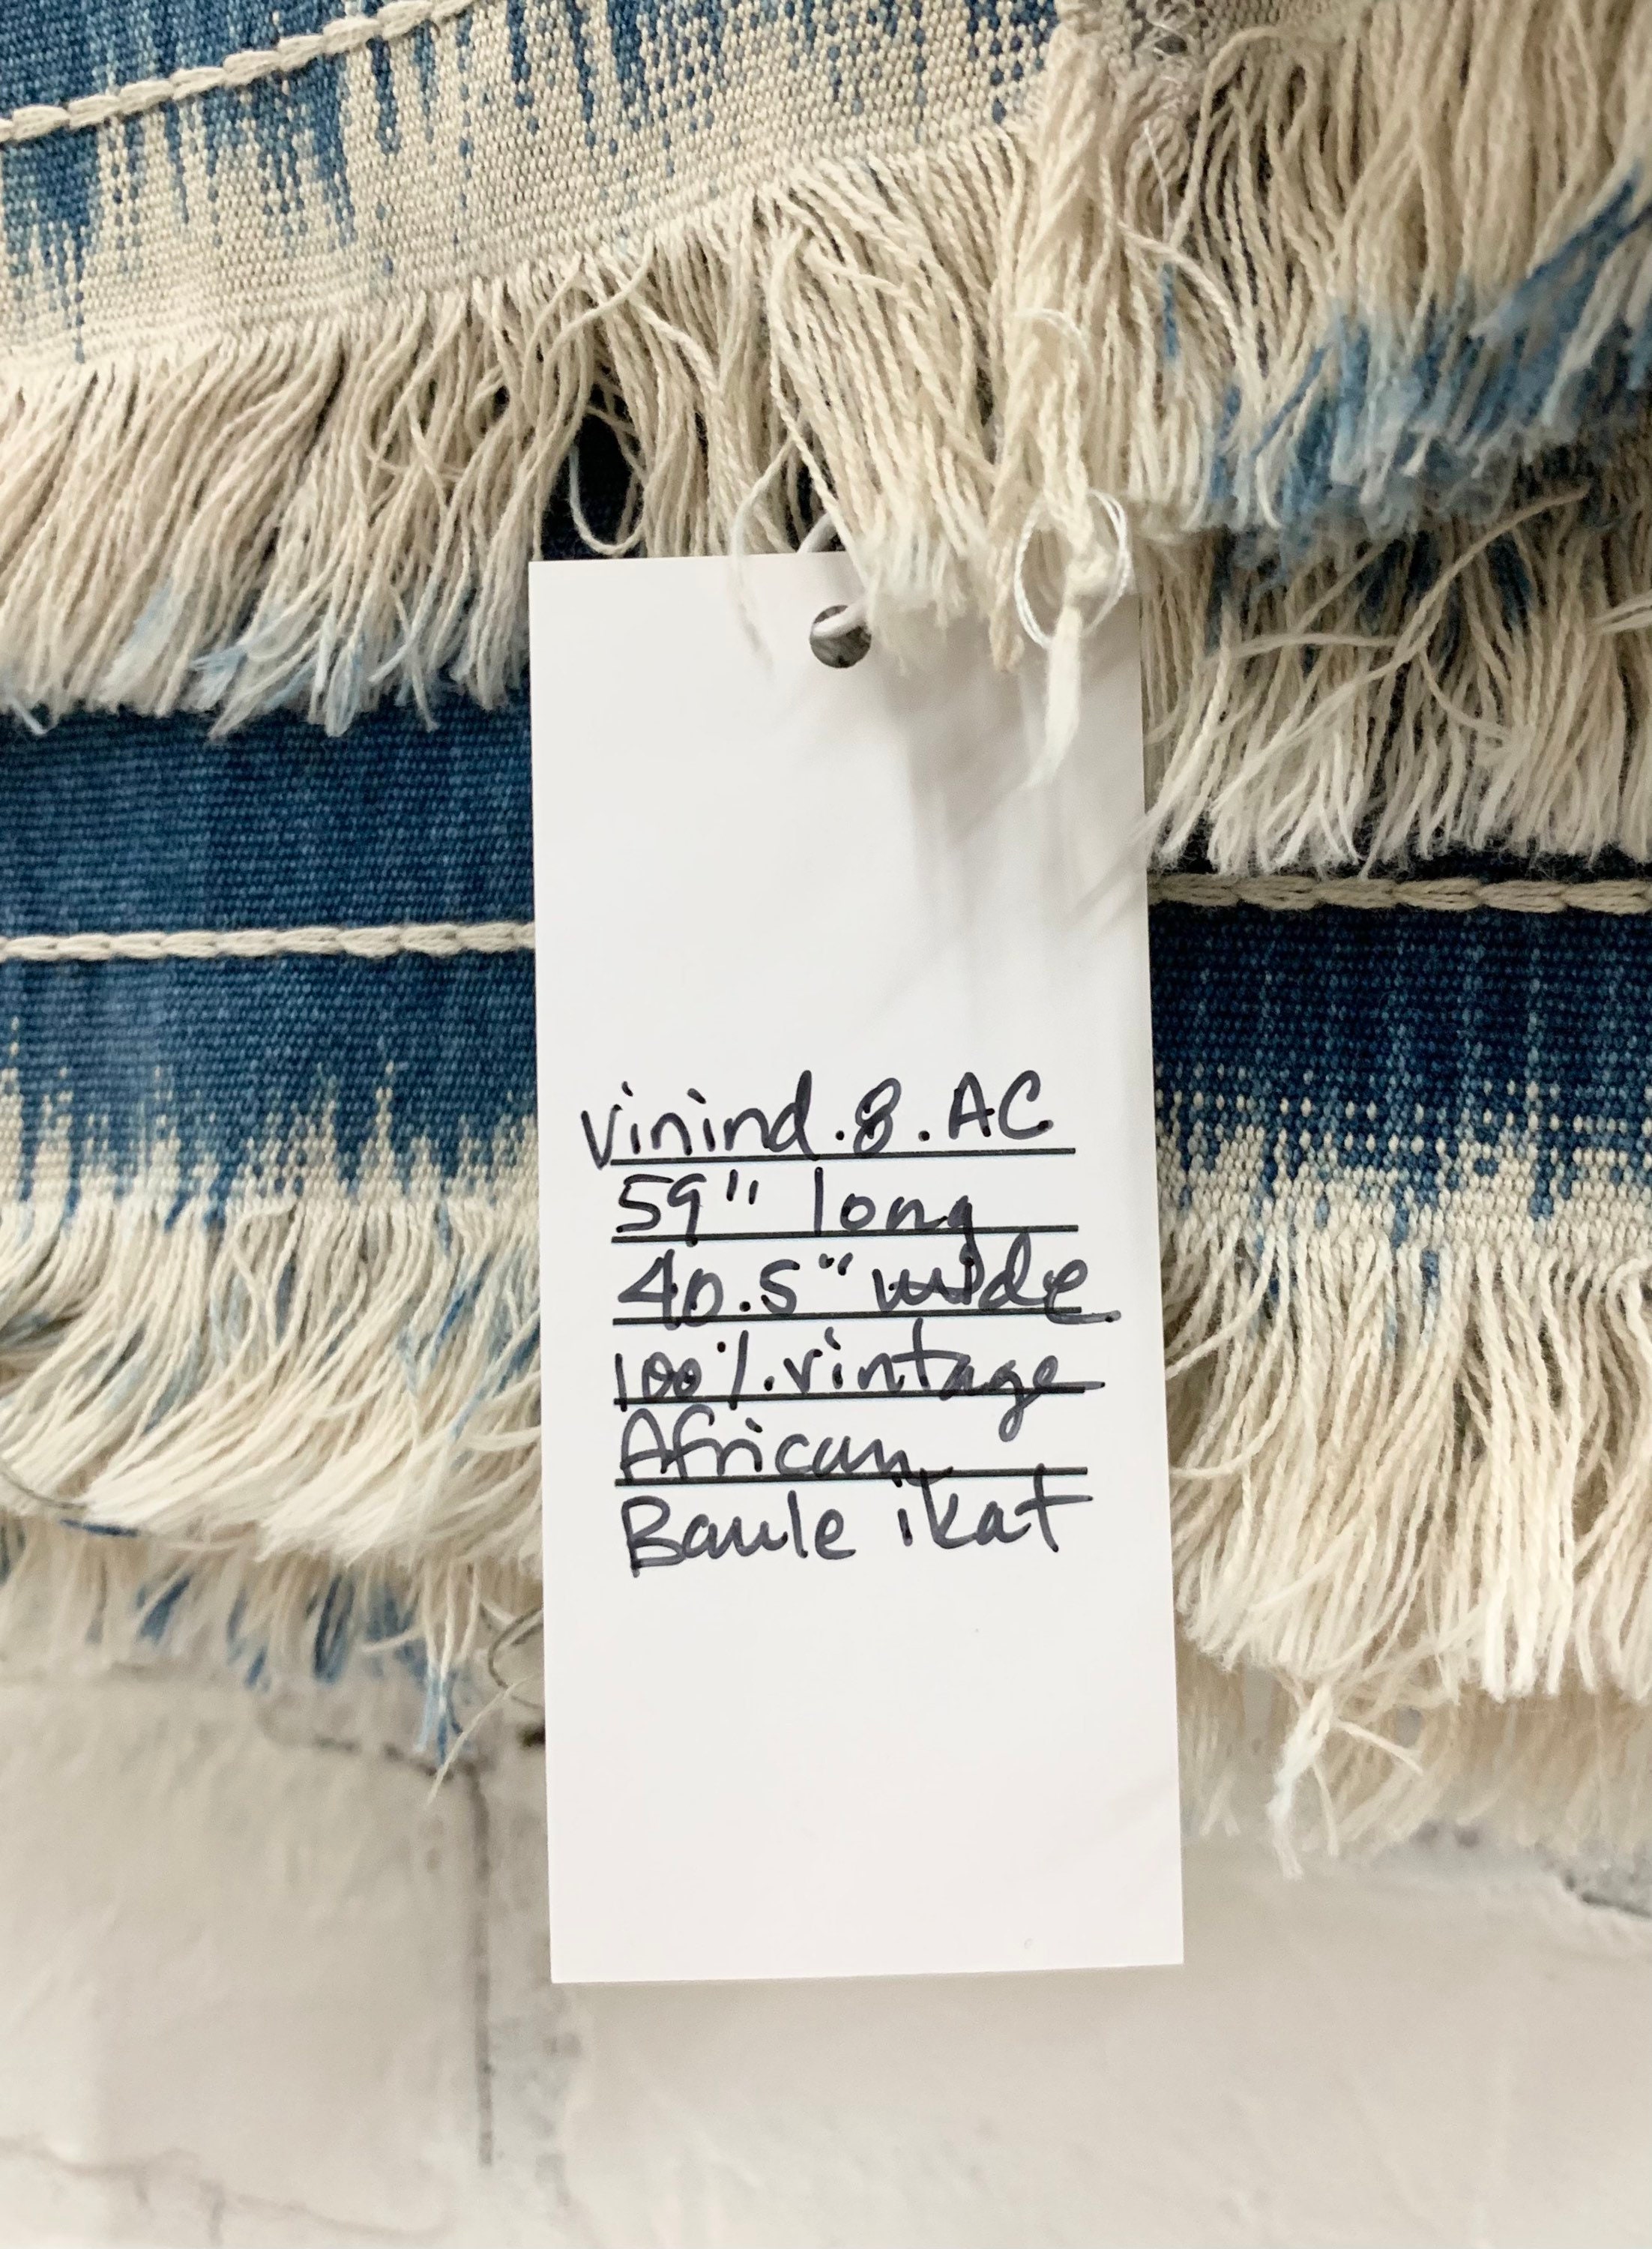 Vinind.8.AC
59" long
40.5" wide
100% vintage
African
Baule ikat